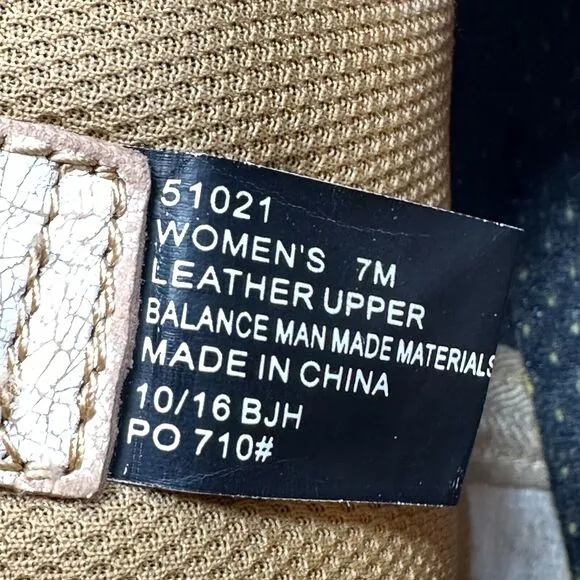 51021
WOMEN'S 7M
LEATHER UPPER
BALANCE MAN MADE MATERIALS
MADE IN CHINA
10/16 BJH
PO 710#